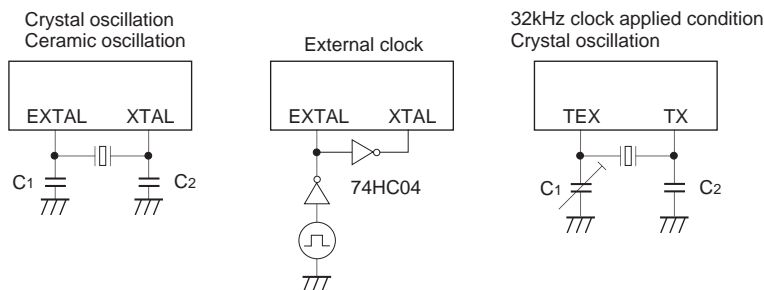 Crystal oscillation
Ceramic oscillation
EXTAL XTAL
C1 C2
External clock
EXTAL XTAL
74HC04
32kHz clock applied condition
Crystal oscillation
TEX TX
C1 C2